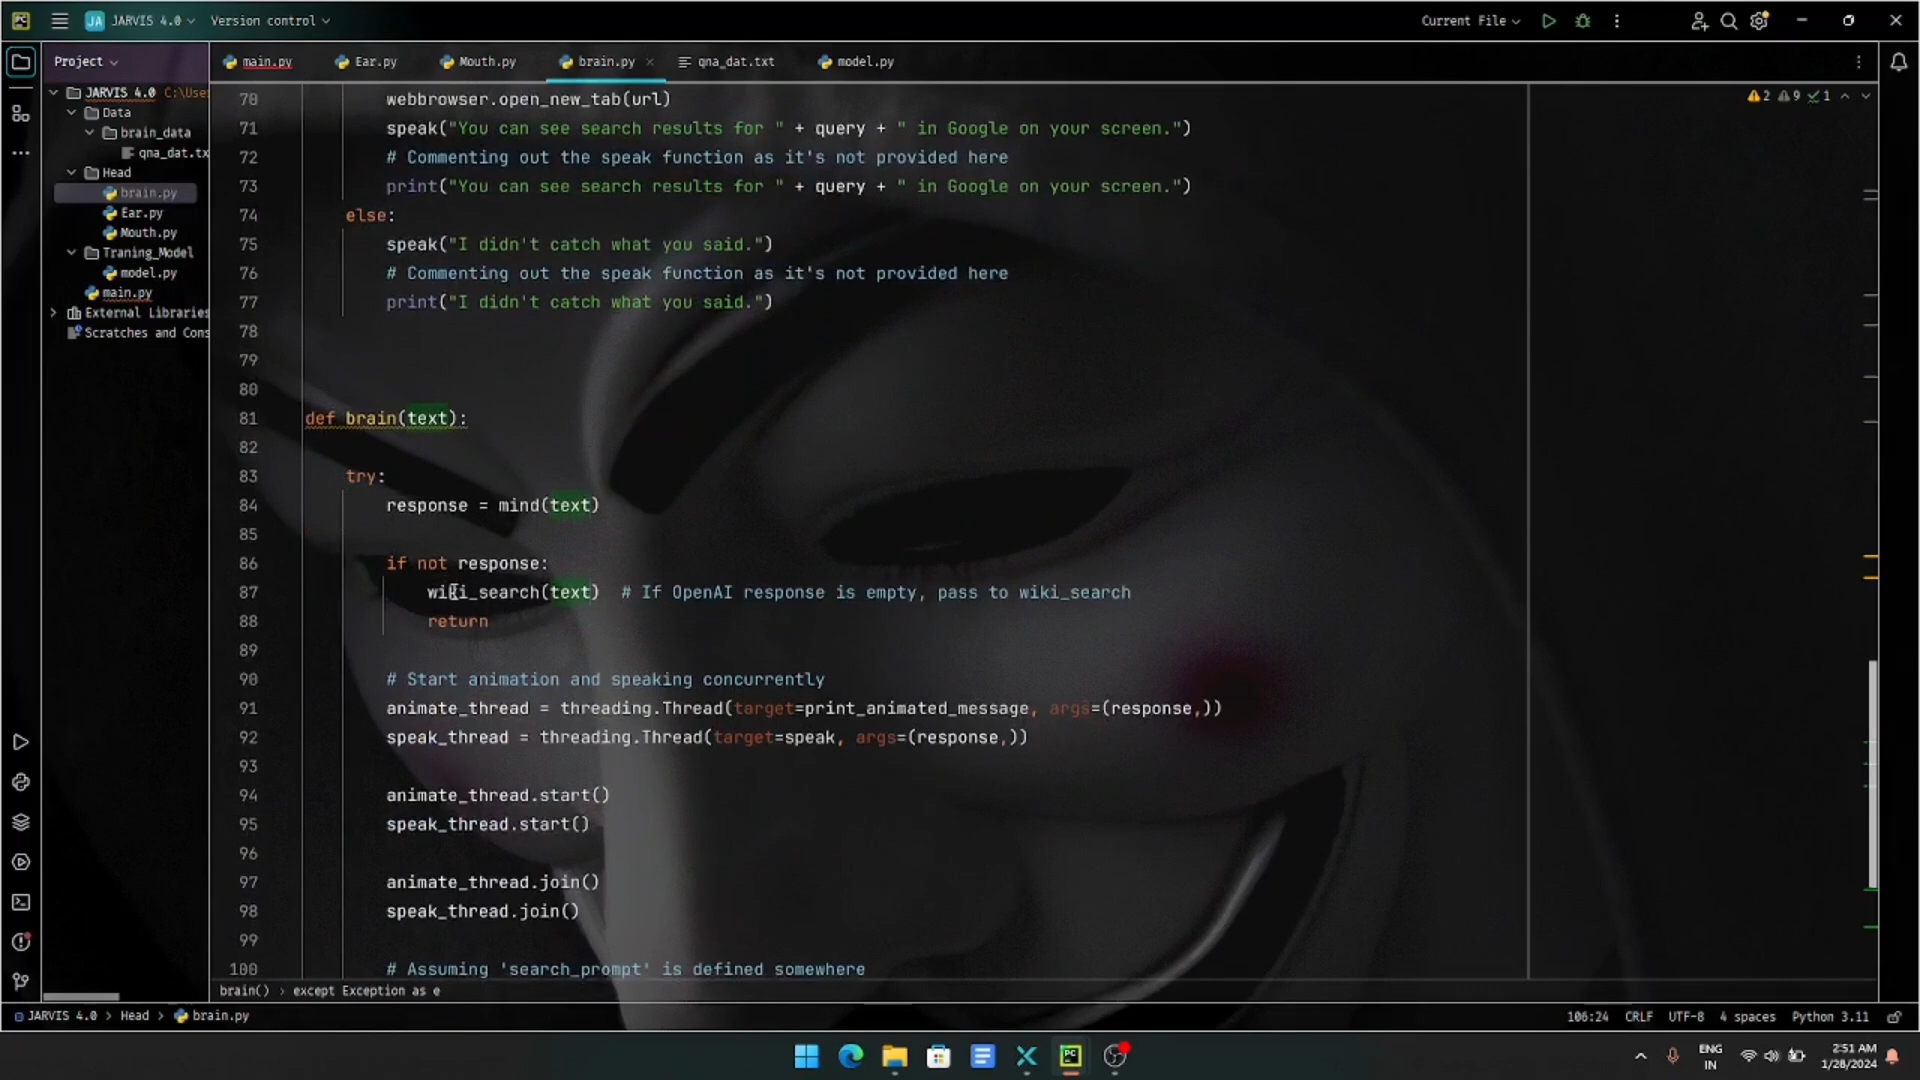 PC JA JARVIS 4.0 Version control Current File
Project main.py Ear.py Mouth.py brain.py qna_dat.txt model.py
JARVIS 4.0 C:\Use
Data
brain_data
qna_dat.tx
Head
brain.py
Ear.py
Mouth.py
Traning_Model
model.py
main.py
External Libraries
Scratches and Cons
2 9 1
70 webbrowser.open_new_tab(url)
71 speak("You can see search results for " + query + " in Google on your screen.")
72 # Commenting out the speak function as it's not provided here
73 print("You can see search results for " + query + " in Google on your screen.")
74 else:
75 speak("I didn't catch what you said.")
76 # Commenting out the speak function as it's not provided here
77 print("I didn't catch what you said.")
78
79
80
81 def brain(text):
82
83 try:
84 response = mind(text)
85
86 if not response:
87 wiki_search(text) # If OpenAI response is empty, pass to wiki_search
88 return
89
90 # Start animation and speaking concurrently
91 animate_thread = threading.Thread(target=print_animated_message, args=(response,))
92 speak_thread = threading.Thread(target=speak, args=(response,))
93
94 animate_thread.start()
95 speak_thread.start()
96
97 animate_thread.join()
98 speak_thread.join()
99
100 # Assuming 'search_prompt' is defined somewhere
brain() › except Exception as e
JARVIS 4.0 › Head › brain.py 106:24 CRLF UTF-8 4 spaces Python 3.11
PC ENG 2:51 AM
IN 1/28/2024